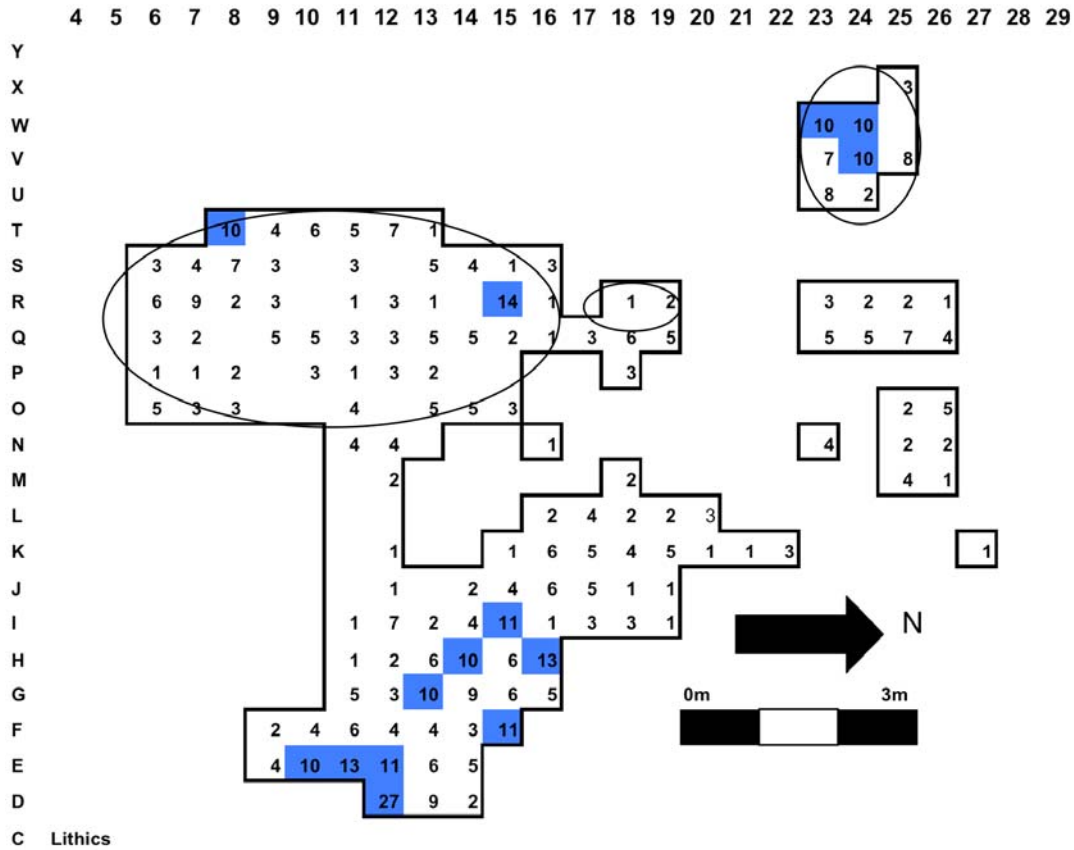 4 5 6 7 8 9 10 11 12 13 14 15 16 17 18 19 20 21 22 23 24 25 26 27 28 29
Y
X 3
W 10 10
V 7 10 8
U 8 2
T 10 4 6 5 7 1
S 3 4 7 3 3 5 4 1 3
R 6 9 2 3 1 3 1 14 1 1 2 3 2 2 1
Q 3 2 5 5 3 3 5 5 2 1 3 6 5 5 5 7 4
P 1 1 2 3 1 3 2 3
O 5 3 3 4 5 5 3 2 5
N 4 4 1 4 2 2
M 2 2 4 1
L 2 4 2 2 3
K 1 1 6 5 4 5 1 1 3 1
J 1 2 4 6 5 1 1
I 1 7 2 4 11 1 3 3 1 N
H 1 2 6 10 6 13
G 5 3 10 9 6 5 0m 3m
F 2 4 6 4 4 3 11
E 4 10 13 11 6 5
D 27 9 2
C Lithics